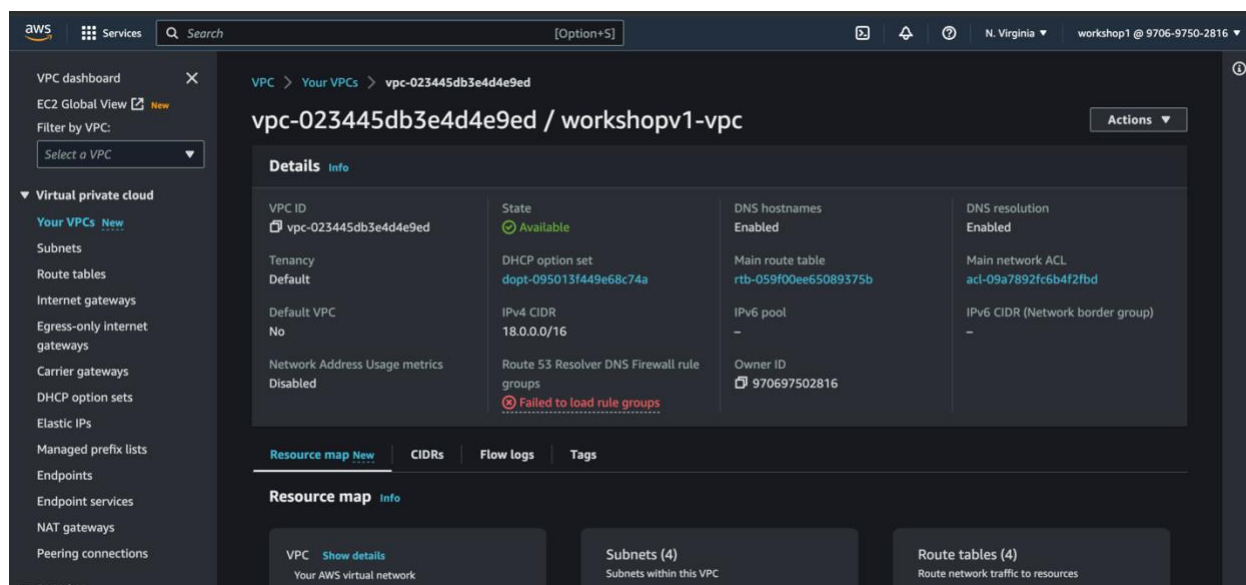 aws
Services
Search
[Option+S]
N. Virginia
workshop1 @ 9706-9750-2816
VPC dashboard
EC2 Global View New
Filter by VPC:
Select a VPC
Virtual private cloud
Your VPCs New
Subnets
Route tables
Internet gateways
Egress-only internet
gateways
Carrier gateways
DHCP option sets
Elastic IPs
Managed prefix lists
Endpoints
Endpoint services
NAT gateways
Peering connections
VPC > Your VPCs > vpc-023445db3e4d4e9ed
vpc-023445db3e4d4e9ed / workshopv1-vpc
Actions
Details Info
VPC ID
vpc-023445db3e4d4e9ed
State
Available
DNS hostnames
Enabled
DNS resolution
Enabled
Tenancy
Default
DHCP option set
dopt-095013f449e68c74a
Main route table
rtb-059f00ee65089375b
Main network ACL
acl-09a7892fc6b4f2fbd
Default VPC
No
IPv4 CIDR
18.0.0.0/16
IPv6 pool
–
IPv6 CIDR (Network border group)
–
Network Address Usage metrics
Disabled
Route 53 Resolver DNS Firewall rule
groups
Failed to load rule groups
Owner ID
970697502816
Resource map New
CIDRs
Flow logs
Tags
Resource map Info
VPC Show details
Your AWS virtual network
Subnets (4)
Subnets within this VPC
Route tables (4)
Route network traffic to resources